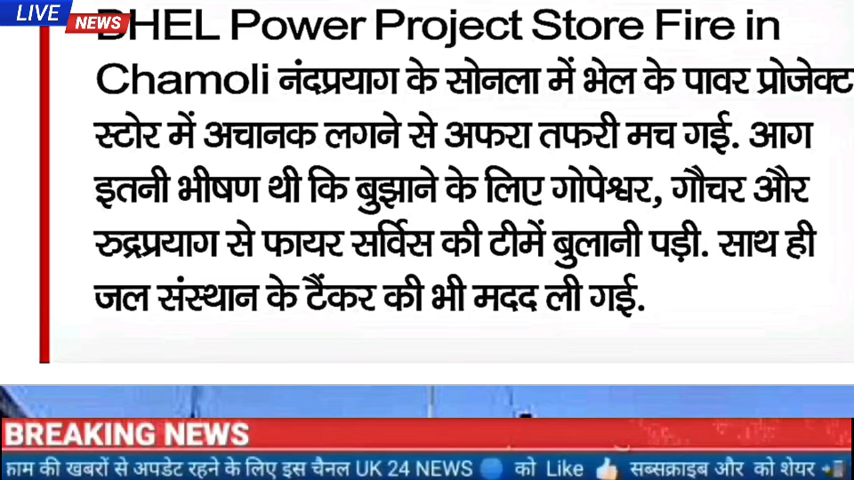 LIVE
NEWS
BHEL Power Project Store Fire in
Chamoli नंदप्रयाग के सोनला में भेल के पावर प्रोजेक्ट
स्टोर में अचानक लगने से अफरा तफरी मच गई. आग
इतनी भीषण थी कि बुझाने के लिए गोपेश्वर, गौचर और
रुद्रप्रयाग से फायर सर्विस की टीमें बुलानी पड़ी. साथ ही
जल संस्थान के टैंकर की भी मदद ली गई.
BREAKING NEWS
की खबरों से अपडेट रहने के लिए इस चैनल UK 24 NEWS 🔵 को Like 👍 सब्सक्राइब और को शेयर